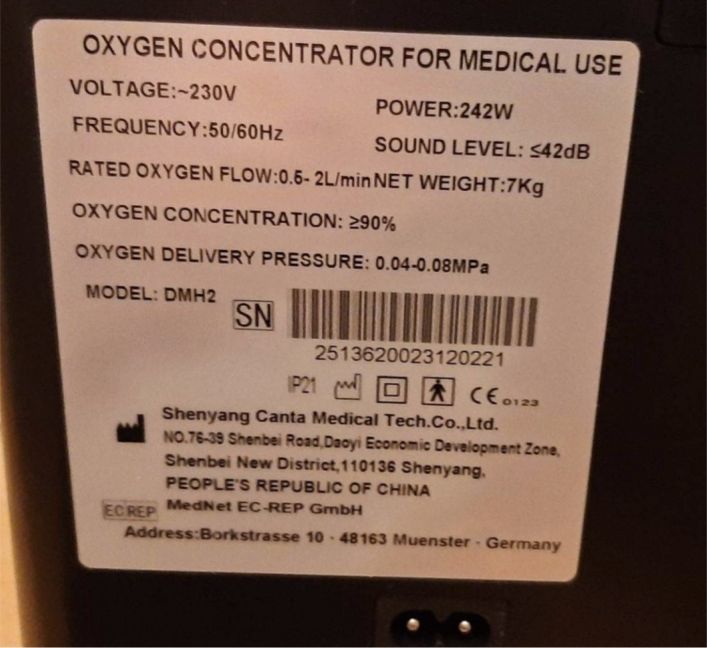 OXYGEN CONCENTRATOR FOR MEDICAL USE
VOLTAGE:~230V
POWER:242W
FREQUENCY:50/60Hz
SOUND LEVEL: ≤42dB
RATED OXYGEN FLOW:0.5- 2L/min NET WEIGHT:7Kg
OXYGEN CONCENTRATION: ≥90%
OXYGEN DELIVERY PRESSURE: 0.04-0.08MPa
MODEL: DMH2
SN
2513620023120221
IP21 CE 0123
Shenyang Canta Medical Tech.Co.,Ltd.
NO.76-39 Shenbei Road,Daoyi Economic Development Zone,
Shenbei New District,110136 Shenyang,
PEOPLE'S REPUBLIC OF CHINA
EC REP MedNet EC-REP GmbH
Address:Borkstrasse 10 · 48163 Muenster - Germany